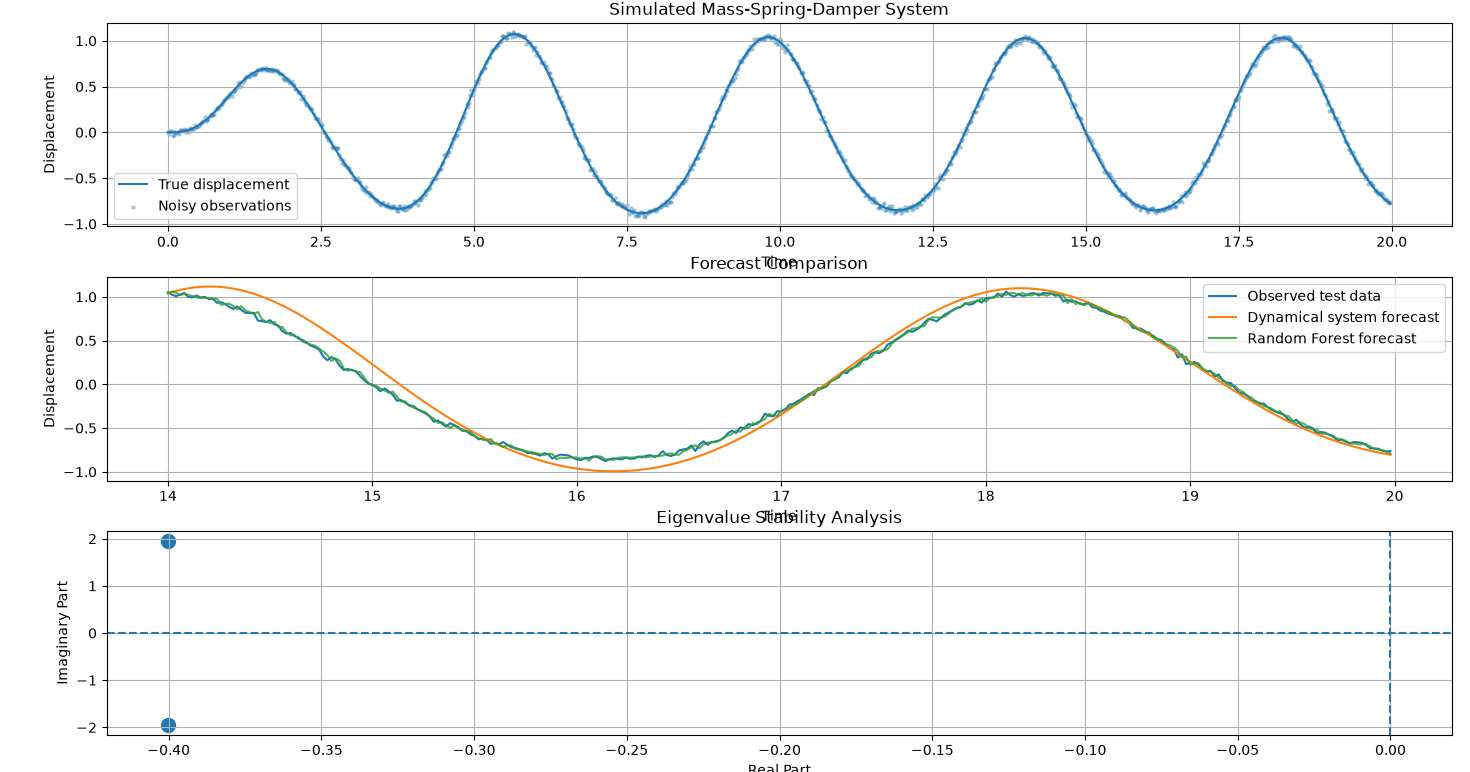 Simulated Mass-Spring-Damper System
Displacement
1.0
0.5
0.0
−0.5
−1.0
True displacement
Noisy observations
0.0 2.5 5.0 7.5 10.0 12.5 15.0 17.5 20.0
Time
Forecast Comparison
Displacement
1.0
0.5
0.0
−0.5
−1.0
Observed test data
Dynamical system forecast
Random Forest forecast
14 15 16 17 18 19 20
Time
Eigenvalue Stability Analysis
Imaginary Part
2
1
0
−1
−2
−0.40 −0.35 −0.30 −0.25 −0.20 −0.15 −0.10 −0.05 0.00
Real Part